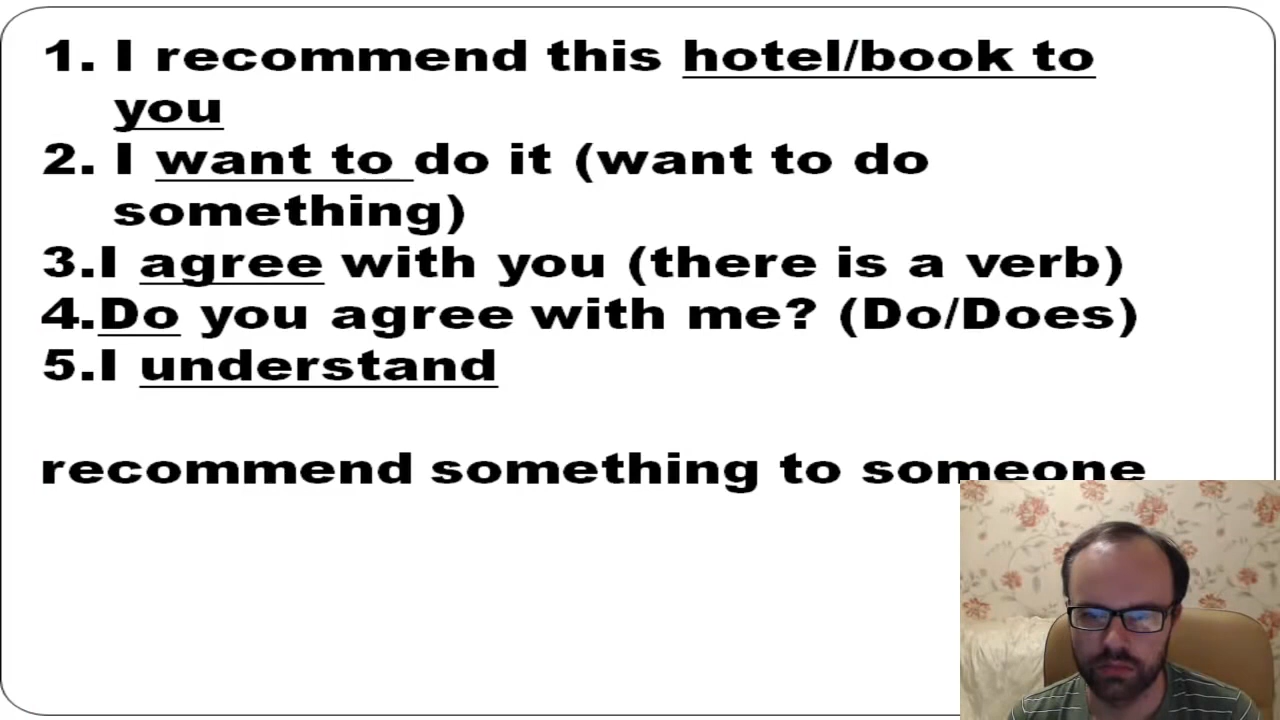 1. I recommend this hotel/book to
you
2. I want to do it (want to do
something)
3.I agree with you (there is a verb)
4.Do you agree with me? (Do/Does)
5.I understand
recommend something to someone